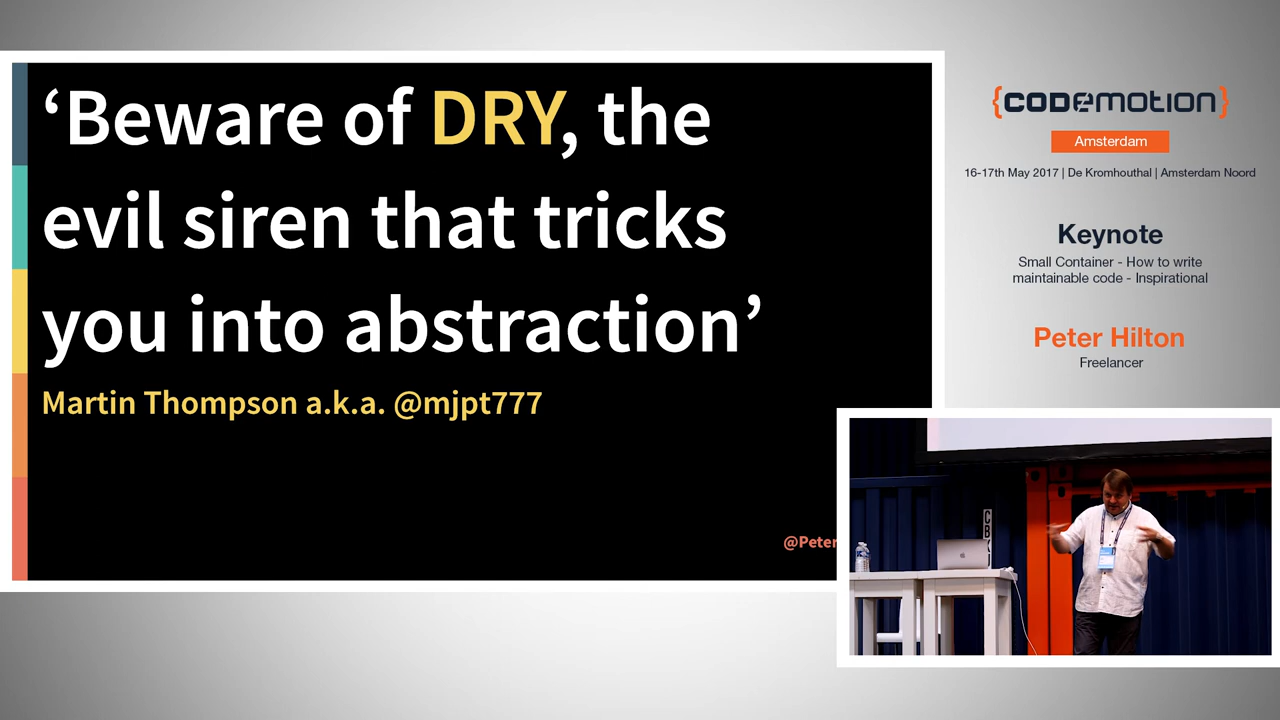 ‘Beware of DRY, the
evil siren that tricks
you into abstraction’
Martin Thompson a.k.a. @mjpt777
@Peter
{codemotion}
Amsterdam
16-17th May 2017 | De Kromhouthal | Amsterdam Noord
Keynote
Small Container - How to write
maintainable code - Inspirational
Peter Hilton
Freelancer